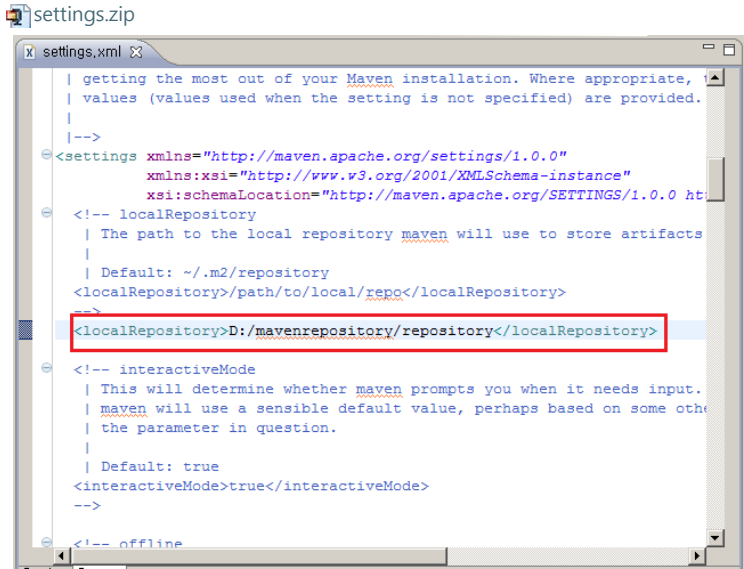 settings.zip
settings.xml
| getting the most out of your Maven installation. Where appropriate,
| values (values used when the setting is not specified) are provided.
|
|-->
<settings xmlns="http://maven.apache.org/settings/1.0.0"
xmlns:xsi="http://www.w3.org/2001/XMLSchema-instance"
xsi:schemaLocation="http://maven.apache.org/SETTINGS/1.0.0
<!-- localRepository
| The path to the local repository maven will use to store artifacts
|
| Default: ~/.m2/repository
<localRepository>/path/to/local/repo</localRepository>
-->
<localRepository>D:/mavenrepository/repository</localRepository>
<!-- interactiveMode
| This will determine whether maven prompts you when it needs input.
| maven will use a sensible default value, perhaps based on some
| the parameter in question.
|
| Default: true
<interactiveMode>true</interactiveMode>
-->
<!-- offline